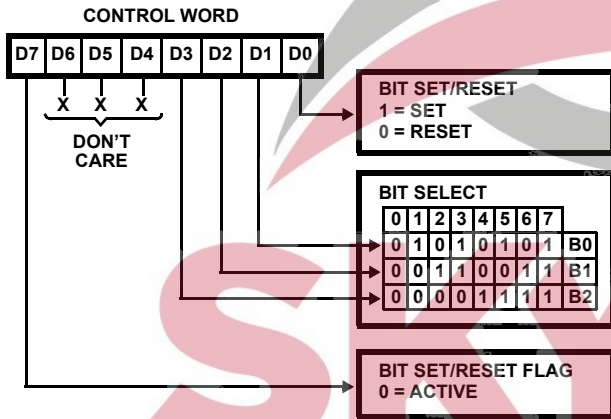 CONTROL WORD
D7 D6 D5 D4 D3 D2 D1 D0
X X X
DON'T
CARE
BIT SET/RESET
1 = SET
0 = RESET
BIT SELECT
0 1 2 3 4 5 6 7
0 1 0 1 0 1 0 1 B0
0 0 1 1 0 0 1 1 B1
0 0 0 0 1 1 1 1 B2
BIT SET/RESET FLAG
0 = ACTIVE